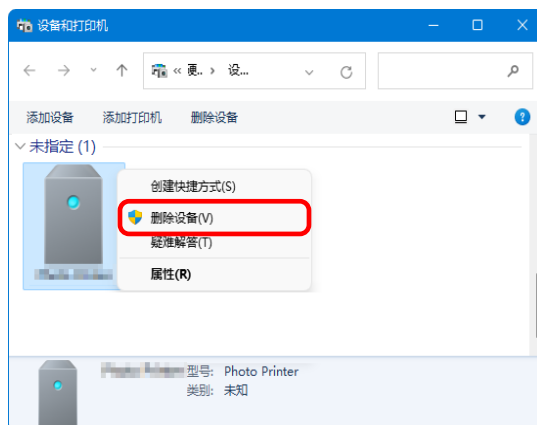 设备和打印机
« 硬.. › 设...
添加设备 添加打印机 删除设备
未指定 (1)
创建快捷方式(S)
删除设备(V)
疑难解答(T)
属性(R)
型号: Photo Printer
类别: 未知